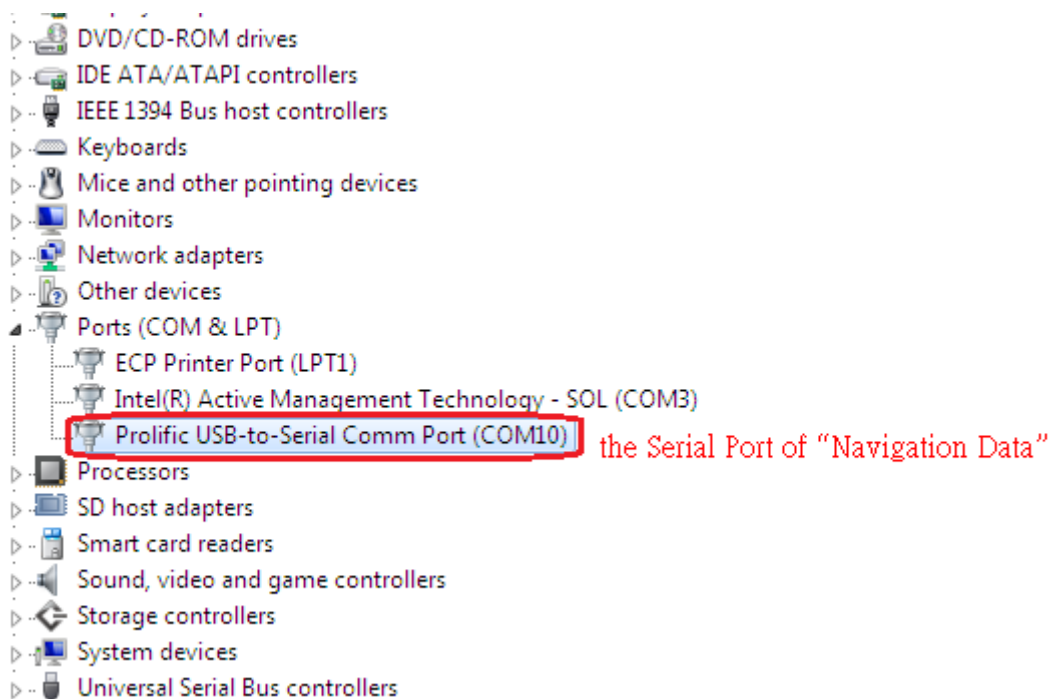 DVD/CD-ROM drives
IDE ATA/ATAPI controllers
IEEE 1394 Bus host controllers
Keyboards
Mice and other pointing devices
Monitors
Network adapters
Other devices
Ports (COM & LPT)
ECP Printer Port (LPT1)
Intel(R) Active Management Technology - SOL (COM3)
Prolific USB-to-Serial Comm Port (COM10) the Serial Port of “Navigation Data”
Processors
SD host adapters
Smart card readers
Sound, video and game controllers
Storage controllers
System devices
Universal Serial Bus controllers